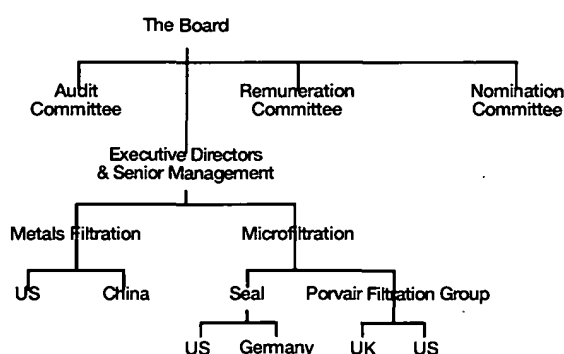 The Board
Audit
Committee
Remuneration
Committee
Nomination
Committee
Executive Directors
& Senior Management
Metals Filtration
Microfiltration
US
China
Seal
Porvair Filtration Group
US
Germany
UK
US